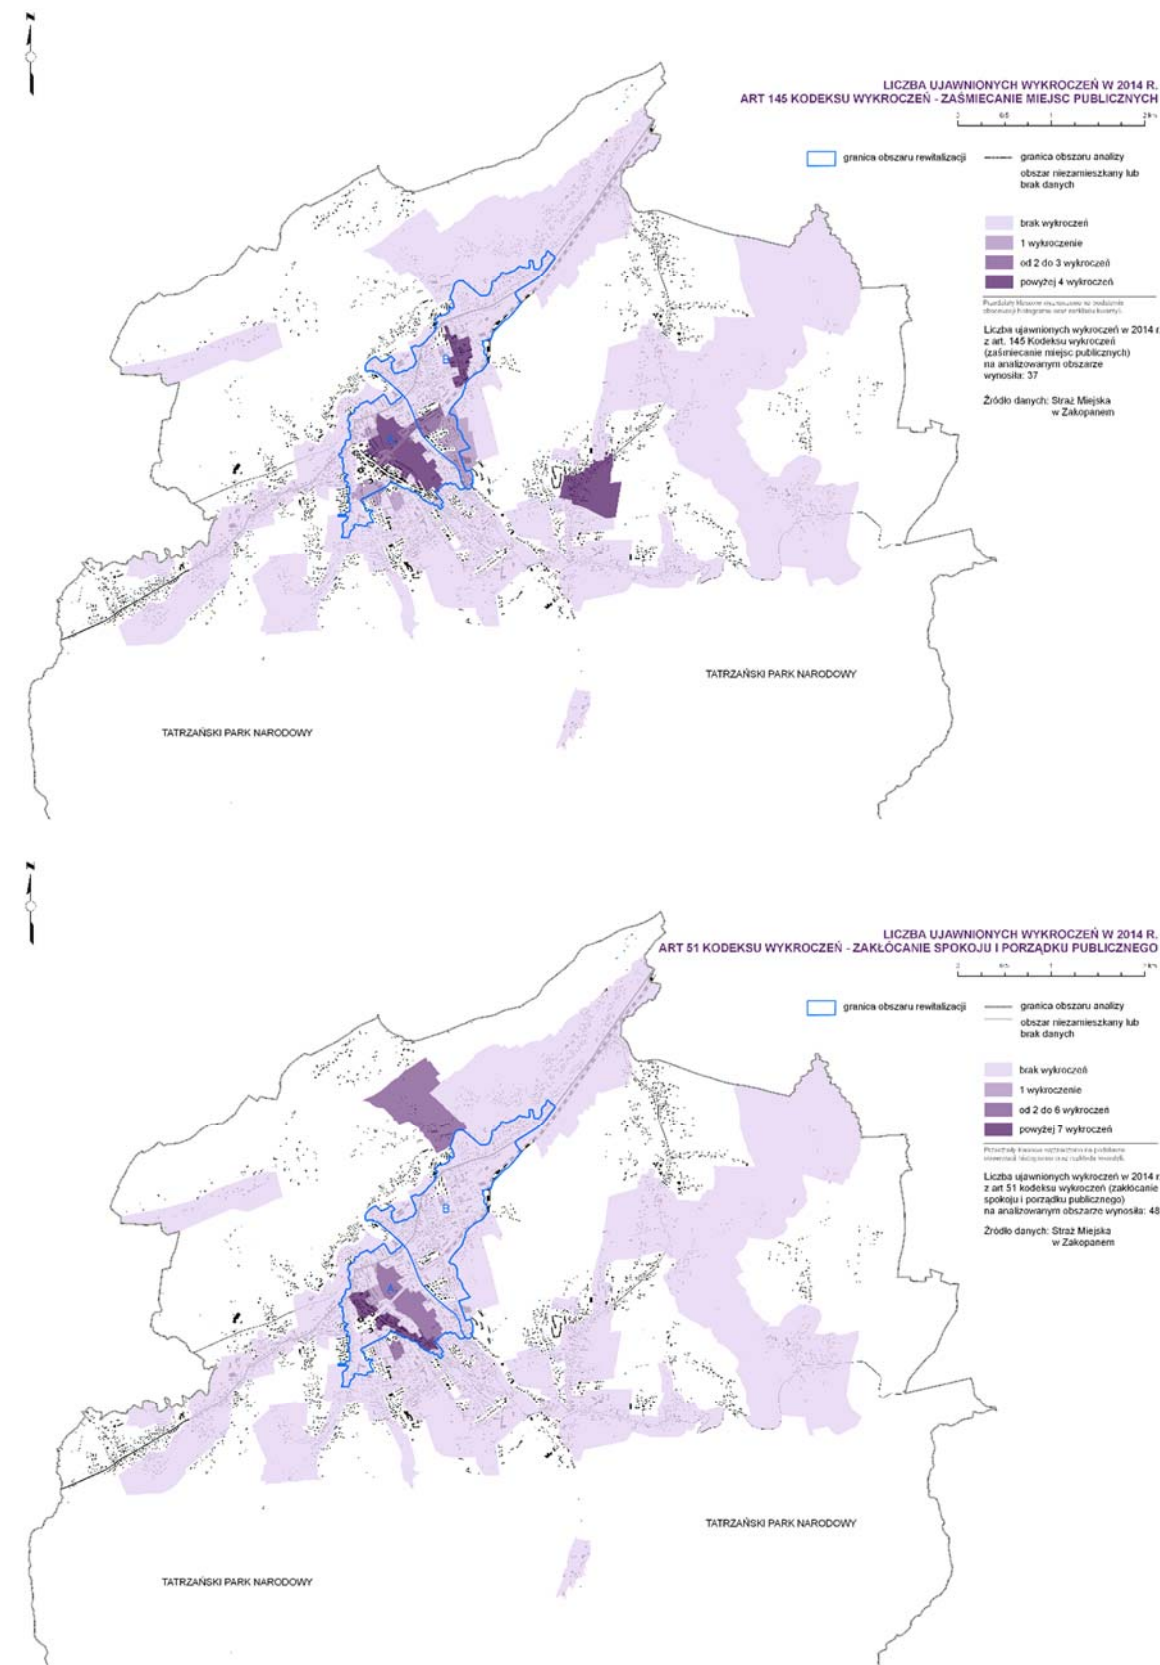 N
LICZBA UJAWNIONYCH WYKROCZEŃ W 2014 R.
ART 145 KODEKSU WYKROCZEŃ - ZAŚMIECANIE MIEJSC PUBLICZNYCH
granica obszaru rewitalizacji
granica obszaru analizy
obszar niezamieszkany lub
brak danych
brak wykroczeń
1 wykroczenie
od 2 do 3 wykroczeń
powyżej 4 wykroczeń
Liczba ujawnionych wykroczeń w 2014 r.
z art. 145 Kodeksu wykroczeń
(zaśmiecanie miejsc publicznych)
na analizowanym obszarze
wynosiła: 37
Źródło danych: Straż Miejska
w Zakopanem
B
A
TATRZAŃSKI PARK NARODOWY
TATRZAŃSKI PARK NARODOWY
N
LICZBA UJAWNIONYCH WYKROCZEŃ W 2014 R.
ART 51 KODEKSU WYKROCZEŃ - ZAKŁÓCANIE SPOKOJU I PORZĄDKU PUBLICZNEGO
granica obszaru rewitalizacji
granica obszaru analizy
obszar niezamieszkany lub
brak danych
brak wykroczeń
1 wykroczenie
od 2 do 6 wykroczeń
powyżej 7 wykroczeń
Liczba ujawnionych wykroczeń w 2014 r.
z art 51 kodeksu wykroczeń (zakłócanie
spokoju i porządku publicznego)
na analizowanym obszarze wynosiła: 48
Źródło danych: Straż Miejska
w Zakopanem
B
A
TATRZAŃSKI PARK NARODOWY
TATRZAŃSKI PARK NARODOWY